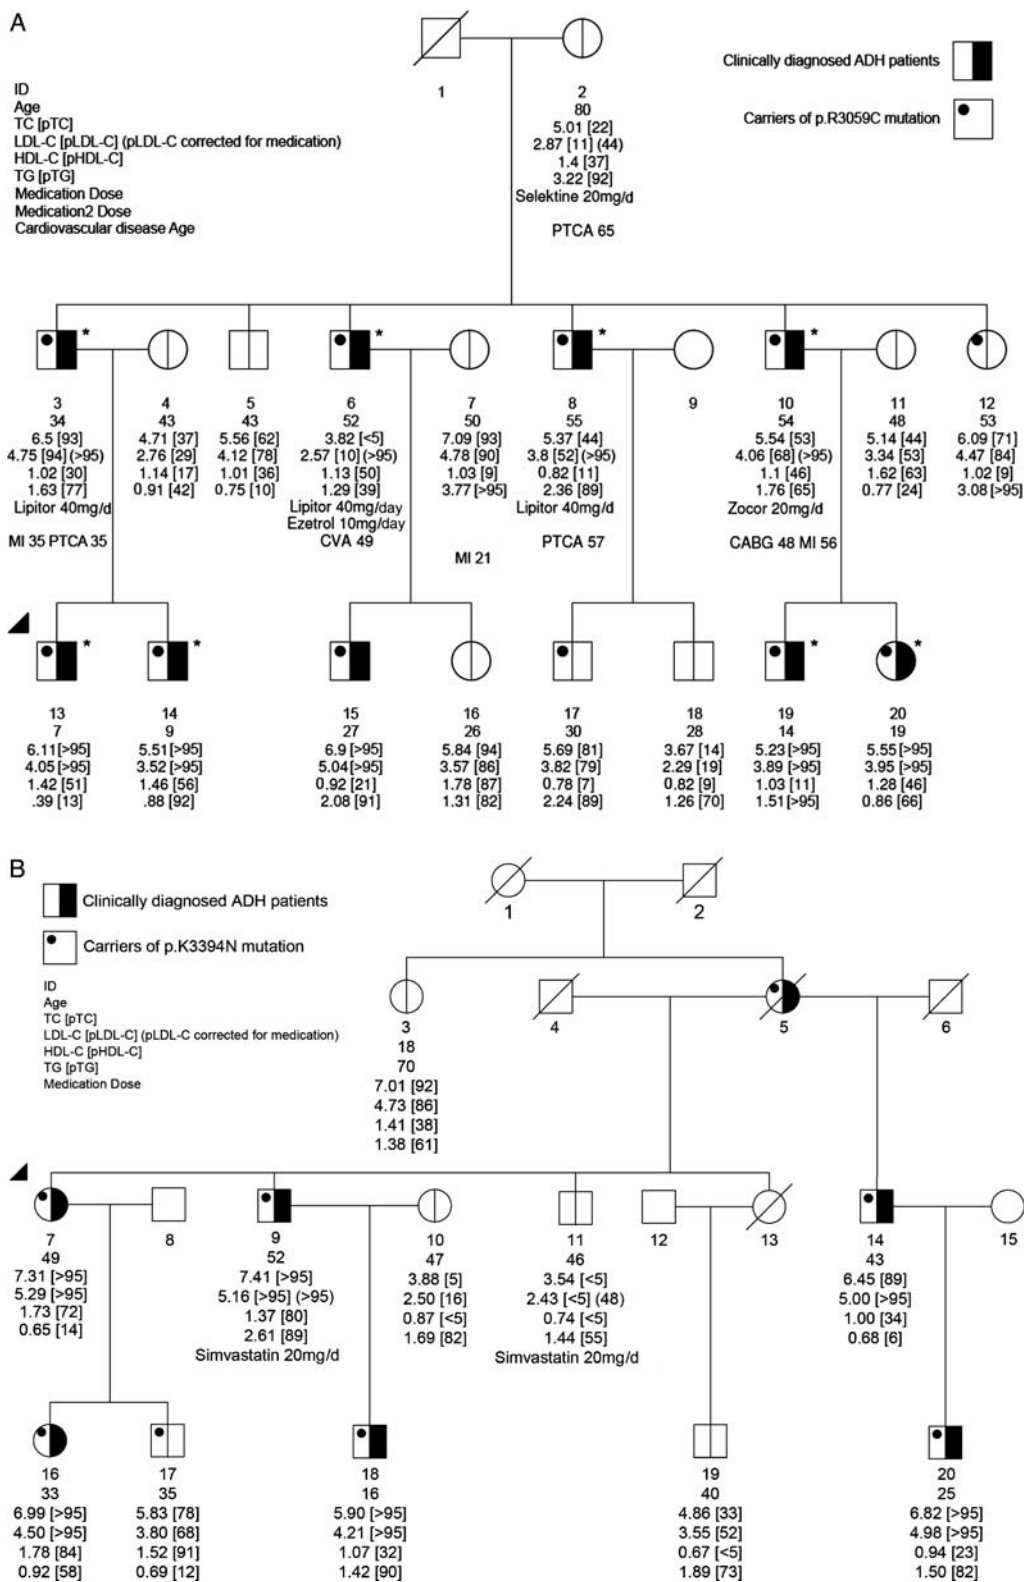 A
1
2
80
5.01 [22]
2.87 [11] (44)
1.4 [37]
3.22 [92]
Selektine 20mg/d
PTCA 65
Clinically diagnosed ADH patients
Carriers of p.R3059C mutation
ID
Age
TC [pTC]
LDL-C [pLDL-C] (pLDL-C corrected for medication)
HDL-C [pHDL-C]
TG [pTG]
Medication Dose
Medication2 Dose
Cardiovascular disease Age
* * * *
3 4 5 6 7 8 9 10 11 12
34 43 43 52 50 55 54 48 53
6.5 [93] 4.71 [37] 5.56 [62] 3.82 [<5] 7.09 [93] 5.37 [44] 5.54 [53] 5.14 [44] 6.09 [71]
4.75 [94] (>95) 2.76 [29] 4.12 [78] 2.57 [10] (>95) 4.78 [90] 3.8 [52] (>95) 4.06 [68] (>95) 3.34 [53] 4.47 [84]
1.02 [30] 1.14 [17] 1.01 [36] 1.13 [50] 1.03 [9] 0.82 [11] 1.1 [46] 1.62 [63] 1.02 [9]
1.63 [77] 0.91 [42] 0.75 [10] 1.29 [39] 3.77 [>95] 2.36 [89] 1.76 [65] 0.77 [24] 3.08 [>95]
Lipitor 40mg/d Lipitor 40mg/day Lipitor 40mg/d Zocor 20mg/d
Ezetrol 10mg/day
MI 35 PTCA 35 CVA 49 PTCA 57 CABG 48 MI 56
MI 21
* * * *
13 14 15 16 17 18 19 20
7 9 27 26 30 28 14 19
6.11 [>95] 5.51 [>95] 6.9 [>95] 5.84 [94] 5.69 [81] 3.67 [14] 5.23 [>95] 5.55 [>95]
4.05 [>95] 3.52 [>95] 5.04 [>95] 3.57 [86] 3.82 [79] 2.29 [19] 3.89 [>95] 3.95 [>95]
1.42 [51] 1.46 [56] 0.92 [21] 1.78 [87] 0.78 [7] 0.82 [9] 1.03 [11] 1.28 [46]
.39 [13] .88 [92] 2.08 [91] 1.31 [82] 2.24 [89] 1.26 [70] 1.51 [>95] 0.86 [66]
B
Clinically diagnosed ADH patients
Carriers of p.K3394N mutation
ID
Age
TC [pTC]
LDL-C [pLDL-C] (pLDL-C corrected for medication)
HDL-C [pHDL-C]
TG [pTG]
Medication Dose
1 2
3 4 5 6
18
70
7.01 [92]
4.73 [86]
1.41 [38]
1.38 [61]
7 8 9 10 11 12 13 14 15
49 52 47 46 43
7.31 [>95] 7.41 [>95] 3.88 [5] 3.54 [<5] 6.45 [89]
5.29 [>95] 5.16 [>95] (>95) 2.50 [16] 2.43 [<5] (48) 5.00 [>95]
1.73 [72] 1.37 [80] 0.87 [<5] 0.74 [<5] 1.00 [34]
0.65 [14] 2.61 [89] 1.69 [82] 1.44 [55] 0.68 [6]
Simvastatin 20mg/d Simvastatin 20mg/d
16 17 18 19 20
33 35 16 40 25
6.99 [>95] 5.83 [78] 5.90 [>95] 4.86 [33] 6.82 [>95]
4.50 [>95] 3.80 [68] 4.21 [>95] 3.55 [52] 4.98 [>95]
1.78 [84] 1.52 [91] 1.07 [32] 0.67 [<5] 0.94 [23]
0.92 [58] 0.69 [12] 1.42 [90] 1.89 [73] 1.50 [82]